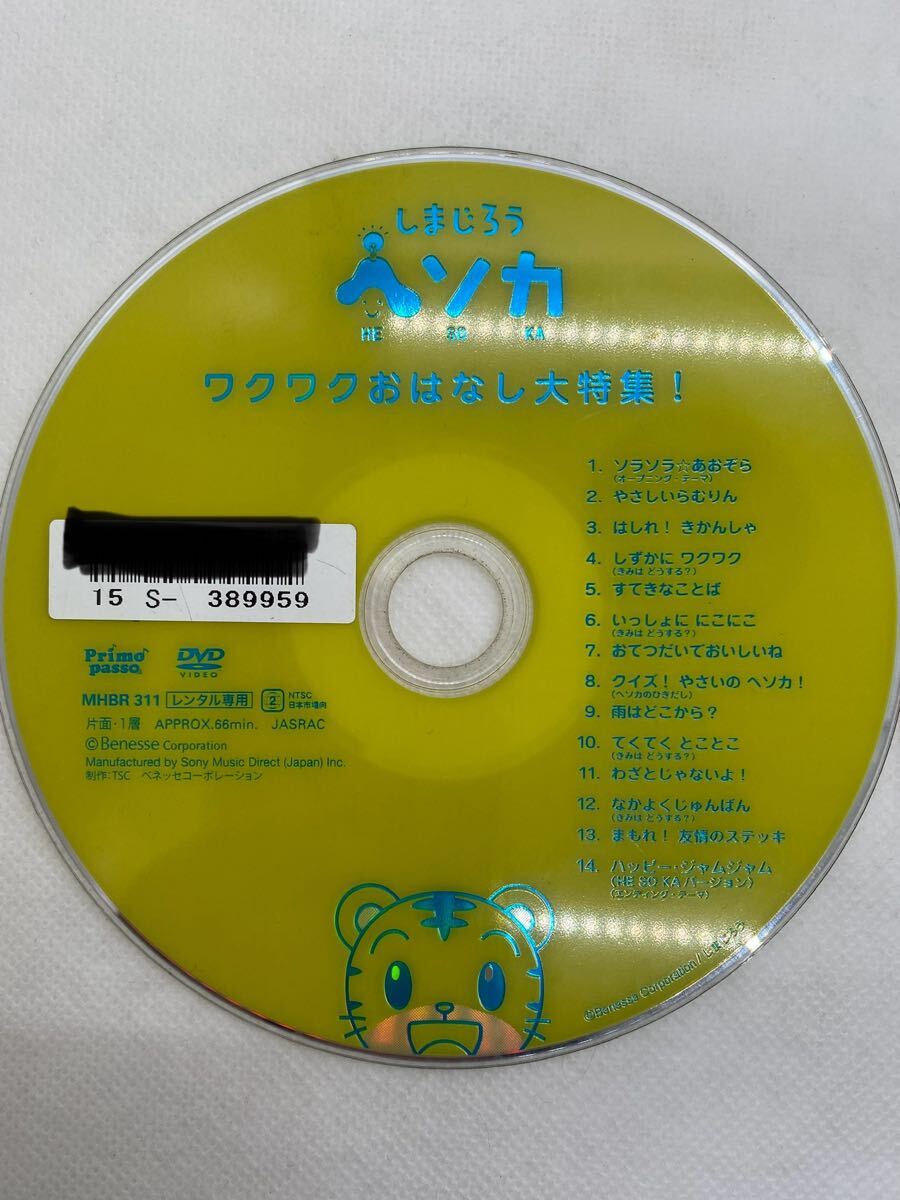 しまじろう
ヘソカ
HE SO KA
ワクワクおはなし大特集！
1. ソラソラ☆あおぞら
(オープニング・テーマ)
2. やさしいらむりん
3. はしれ！ きかんしゃ
4. しずかに ワクワク
(きみは どうする？)
5. すてきなことば
6. いっしょに にこにこ
(きみは どうする？)
7. おてつだいておいしいね
8. クイズ！ やさいの ヘソカ！
(ヘソカのひきだし)
9. 雨はどこから？
10. てくてく とことこ
(きみは どうする？)
11. わざとじゃないよ！
12. なかよくじゅんばん
(きみは どうする？)
13. まもれ！ 友情のステッキ
14. ハッピー・ジャムジャム
(HE SO KAバージョン)
(エンディング・テーマ)
15 S- 389959
Primo passo
DVD VIDEO
MHBR 311 レンタル専用 2 NTSC 日本市場向
片面・1層 APPROX.66min. JASRAC
©Benesse Corporation
Manufactured by Sony Music Direct (Japan) Inc.
制作：TSC ベネッセコーポレーション
©Benesse Corporation/しまじろう